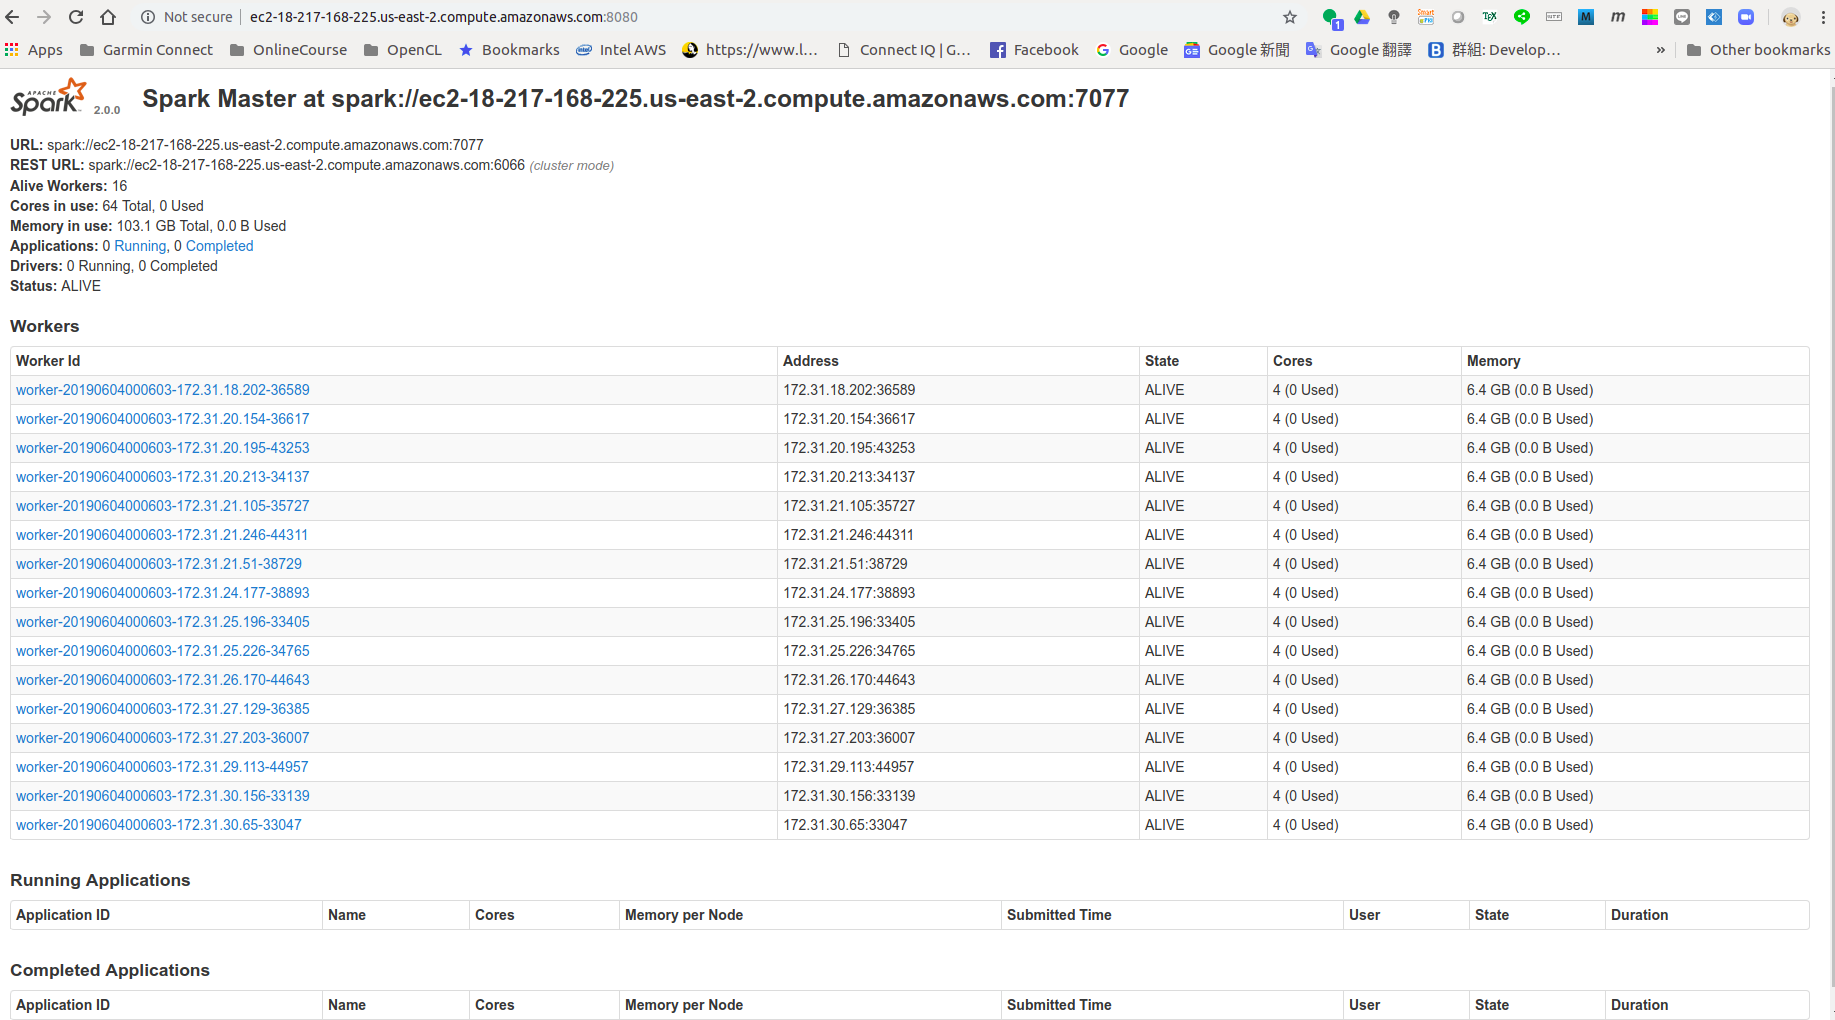 Not secure | ec2-18-217-168-225.us-east-2.compute.amazonaws.com:8080
Apps Garmin Connect OnlineCourse OpenCL Bookmarks Intel AWS https://www.l... Connect IQ | G... Facebook Google Google 新聞 Google 翻譯 群組: Develop... » Other bookmarks
APACHE Spark 2.0.0 Spark Master at spark://ec2-18-217-168-225.us-east-2.compute.amazonaws.com:7077
URL: spark://ec2-18-217-168-225.us-east-2.compute.amazonaws.com:7077
REST URL: spark://ec2-18-217-168-225.us-east-2.compute.amazonaws.com:6066 (cluster mode)
Alive Workers: 16
Cores in use: 64 Total, 0 Used
Memory in use: 103.1 GB Total, 0.0 B Used
Applications: 0 Running, 0 Completed
Drivers: 0 Running, 0 Completed
Status: ALIVE
Workers
Worker Id Address State Cores Memory
worker-20190604000603-172.31.18.202-36589 172.31.18.202:36589 ALIVE 4 (0 Used) 6.4 GB (0.0 B Used)
worker-20190604000603-172.31.20.154-36617 172.31.20.154:36617 ALIVE 4 (0 Used) 6.4 GB (0.0 B Used)
worker-20190604000603-172.31.20.195-43253 172.31.20.195:43253 ALIVE 4 (0 Used) 6.4 GB (0.0 B Used)
worker-20190604000603-172.31.20.213-34137 172.31.20.213:34137 ALIVE 4 (0 Used) 6.4 GB (0.0 B Used)
worker-20190604000603-172.31.21.105-35727 172.31.21.105:35727 ALIVE 4 (0 Used) 6.4 GB (0.0 B Used)
worker-20190604000603-172.31.21.246-44311 172.31.21.246:44311 ALIVE 4 (0 Used) 6.4 GB (0.0 B Used)
worker-20190604000603-172.31.21.51-38729 172.31.21.51:38729 ALIVE 4 (0 Used) 6.4 GB (0.0 B Used)
worker-20190604000603-172.31.24.177-38893 172.31.24.177:38893 ALIVE 4 (0 Used) 6.4 GB (0.0 B Used)
worker-20190604000603-172.31.25.196-33405 172.31.25.196:33405 ALIVE 4 (0 Used) 6.4 GB (0.0 B Used)
worker-20190604000603-172.31.25.226-34765 172.31.25.226:34765 ALIVE 4 (0 Used) 6.4 GB (0.0 B Used)
worker-20190604000603-172.31.26.170-44643 172.31.26.170:44643 ALIVE 4 (0 Used) 6.4 GB (0.0 B Used)
worker-20190604000603-172.31.27.129-36385 172.31.27.129:36385 ALIVE 4 (0 Used) 6.4 GB (0.0 B Used)
worker-20190604000603-172.31.27.203-36007 172.31.27.203:36007 ALIVE 4 (0 Used) 6.4 GB (0.0 B Used)
worker-20190604000603-172.31.29.113-44957 172.31.29.113:44957 ALIVE 4 (0 Used) 6.4 GB (0.0 B Used)
worker-20190604000603-172.31.30.156-33139 172.31.30.156:33139 ALIVE 4 (0 Used) 6.4 GB (0.0 B Used)
worker-20190604000603-172.31.30.65-33047 172.31.30.65:33047 ALIVE 4 (0 Used) 6.4 GB (0.0 B Used)
Running Applications
Application ID Name Cores Memory per Node Submitted Time User State Duration
Completed Applications
Application ID Name Cores Memory per Node Submitted Time User State Duration